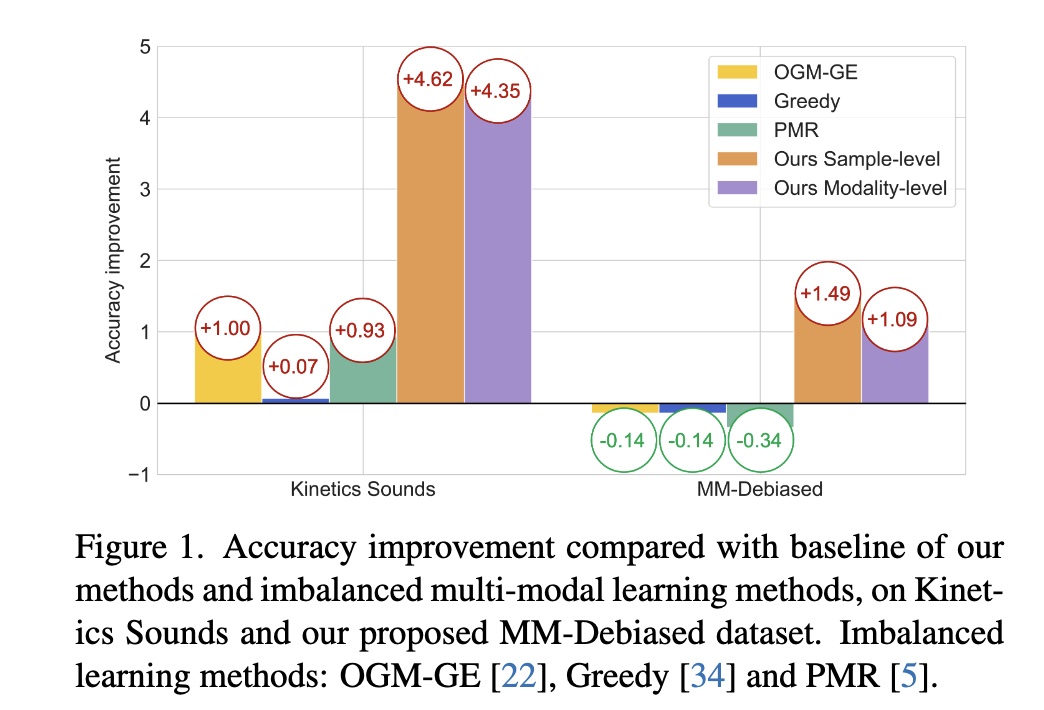 5
4
3
2
1
0
−1
Accuracy improvement
OGM-GE
Greedy
PMR
Ours Sample-level
Ours Modality-level
+1.00
+0.07
+0.93
+4.62
+4.35
-0.14
-0.14
-0.34
+1.49
+1.09
Kinetics Sounds
MM-Debiased
Figure 1. Accuracy improvement compared with baseline of our
methods and imbalanced multi-modal learning methods, on Kinet-
ics Sounds and our proposed MM-Debiased dataset. Imbalanced
learning methods: OGM-GE [22], Greedy [34] and PMR [5].